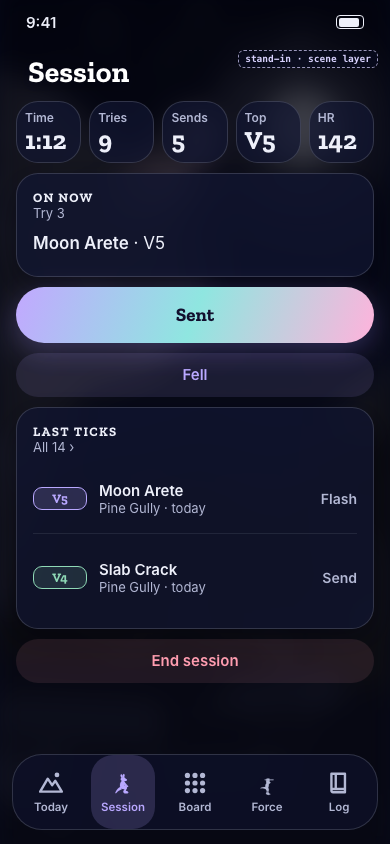 9:41
stand-in · scene layer
Session
Time
1:12
Tries
9
Sends
5
Top
V5
HR
142
ON NOW
Try 3
Moon Arete · V5
Sent
Fell
LAST TICKS
All 14 ›
V5
Moon Arete
Pine Gully · today
Flash
V4
Slab Crack
Pine Gully · today
Send
End session
Today
Session
Board
Force
Log